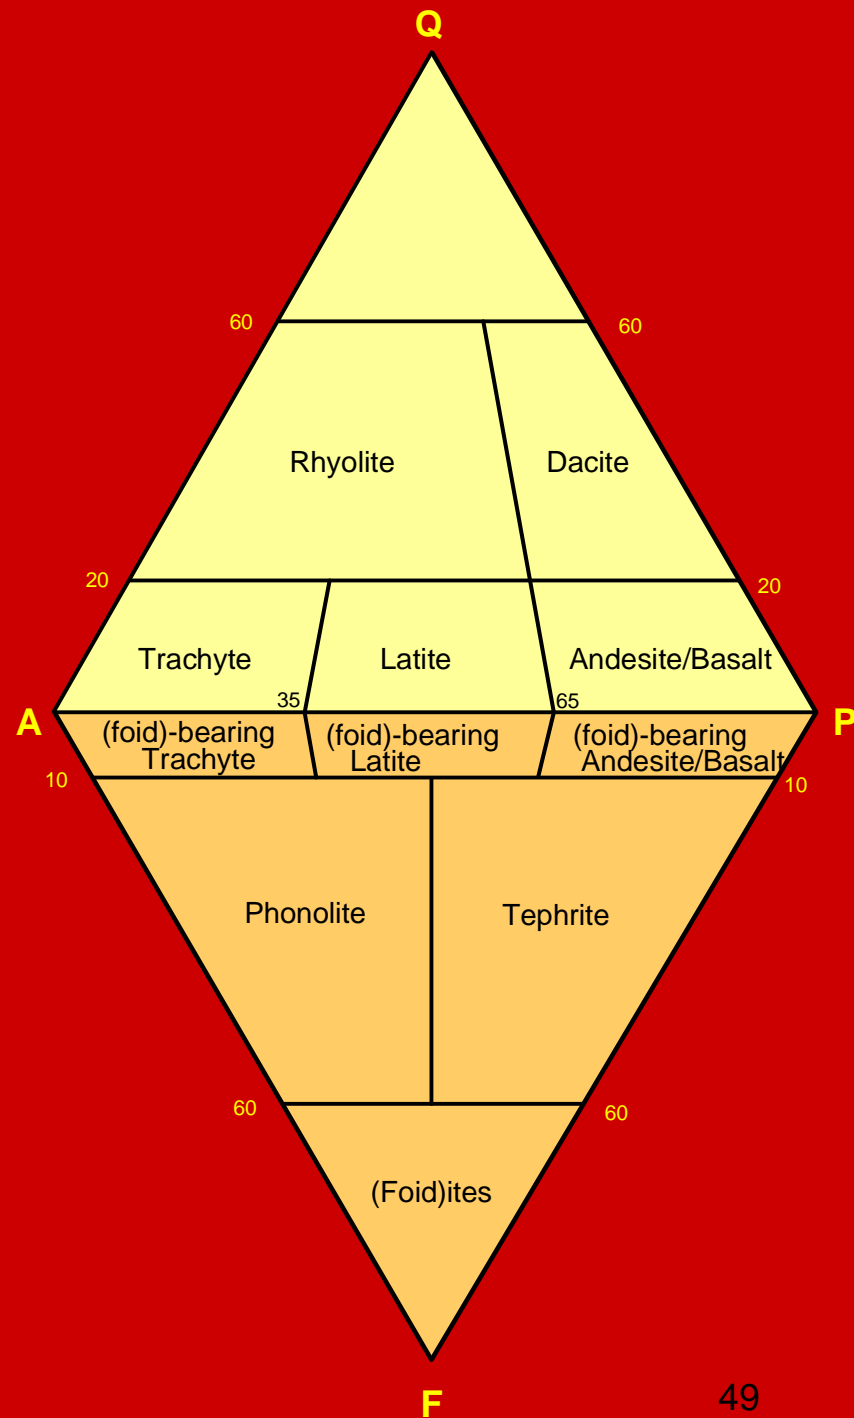 Q
60
60
Rhyolite
Dacite
20
20
Trachyte
Latite
Andesite/Basalt
35
65
A
P
(foid)-bearing
Trachyte
(foid)-bearing
Latite
(foid)-bearing
Andesite/Basalt
10
10
Phonolite
Tephrite
60
60
(Foid)ites
F
49